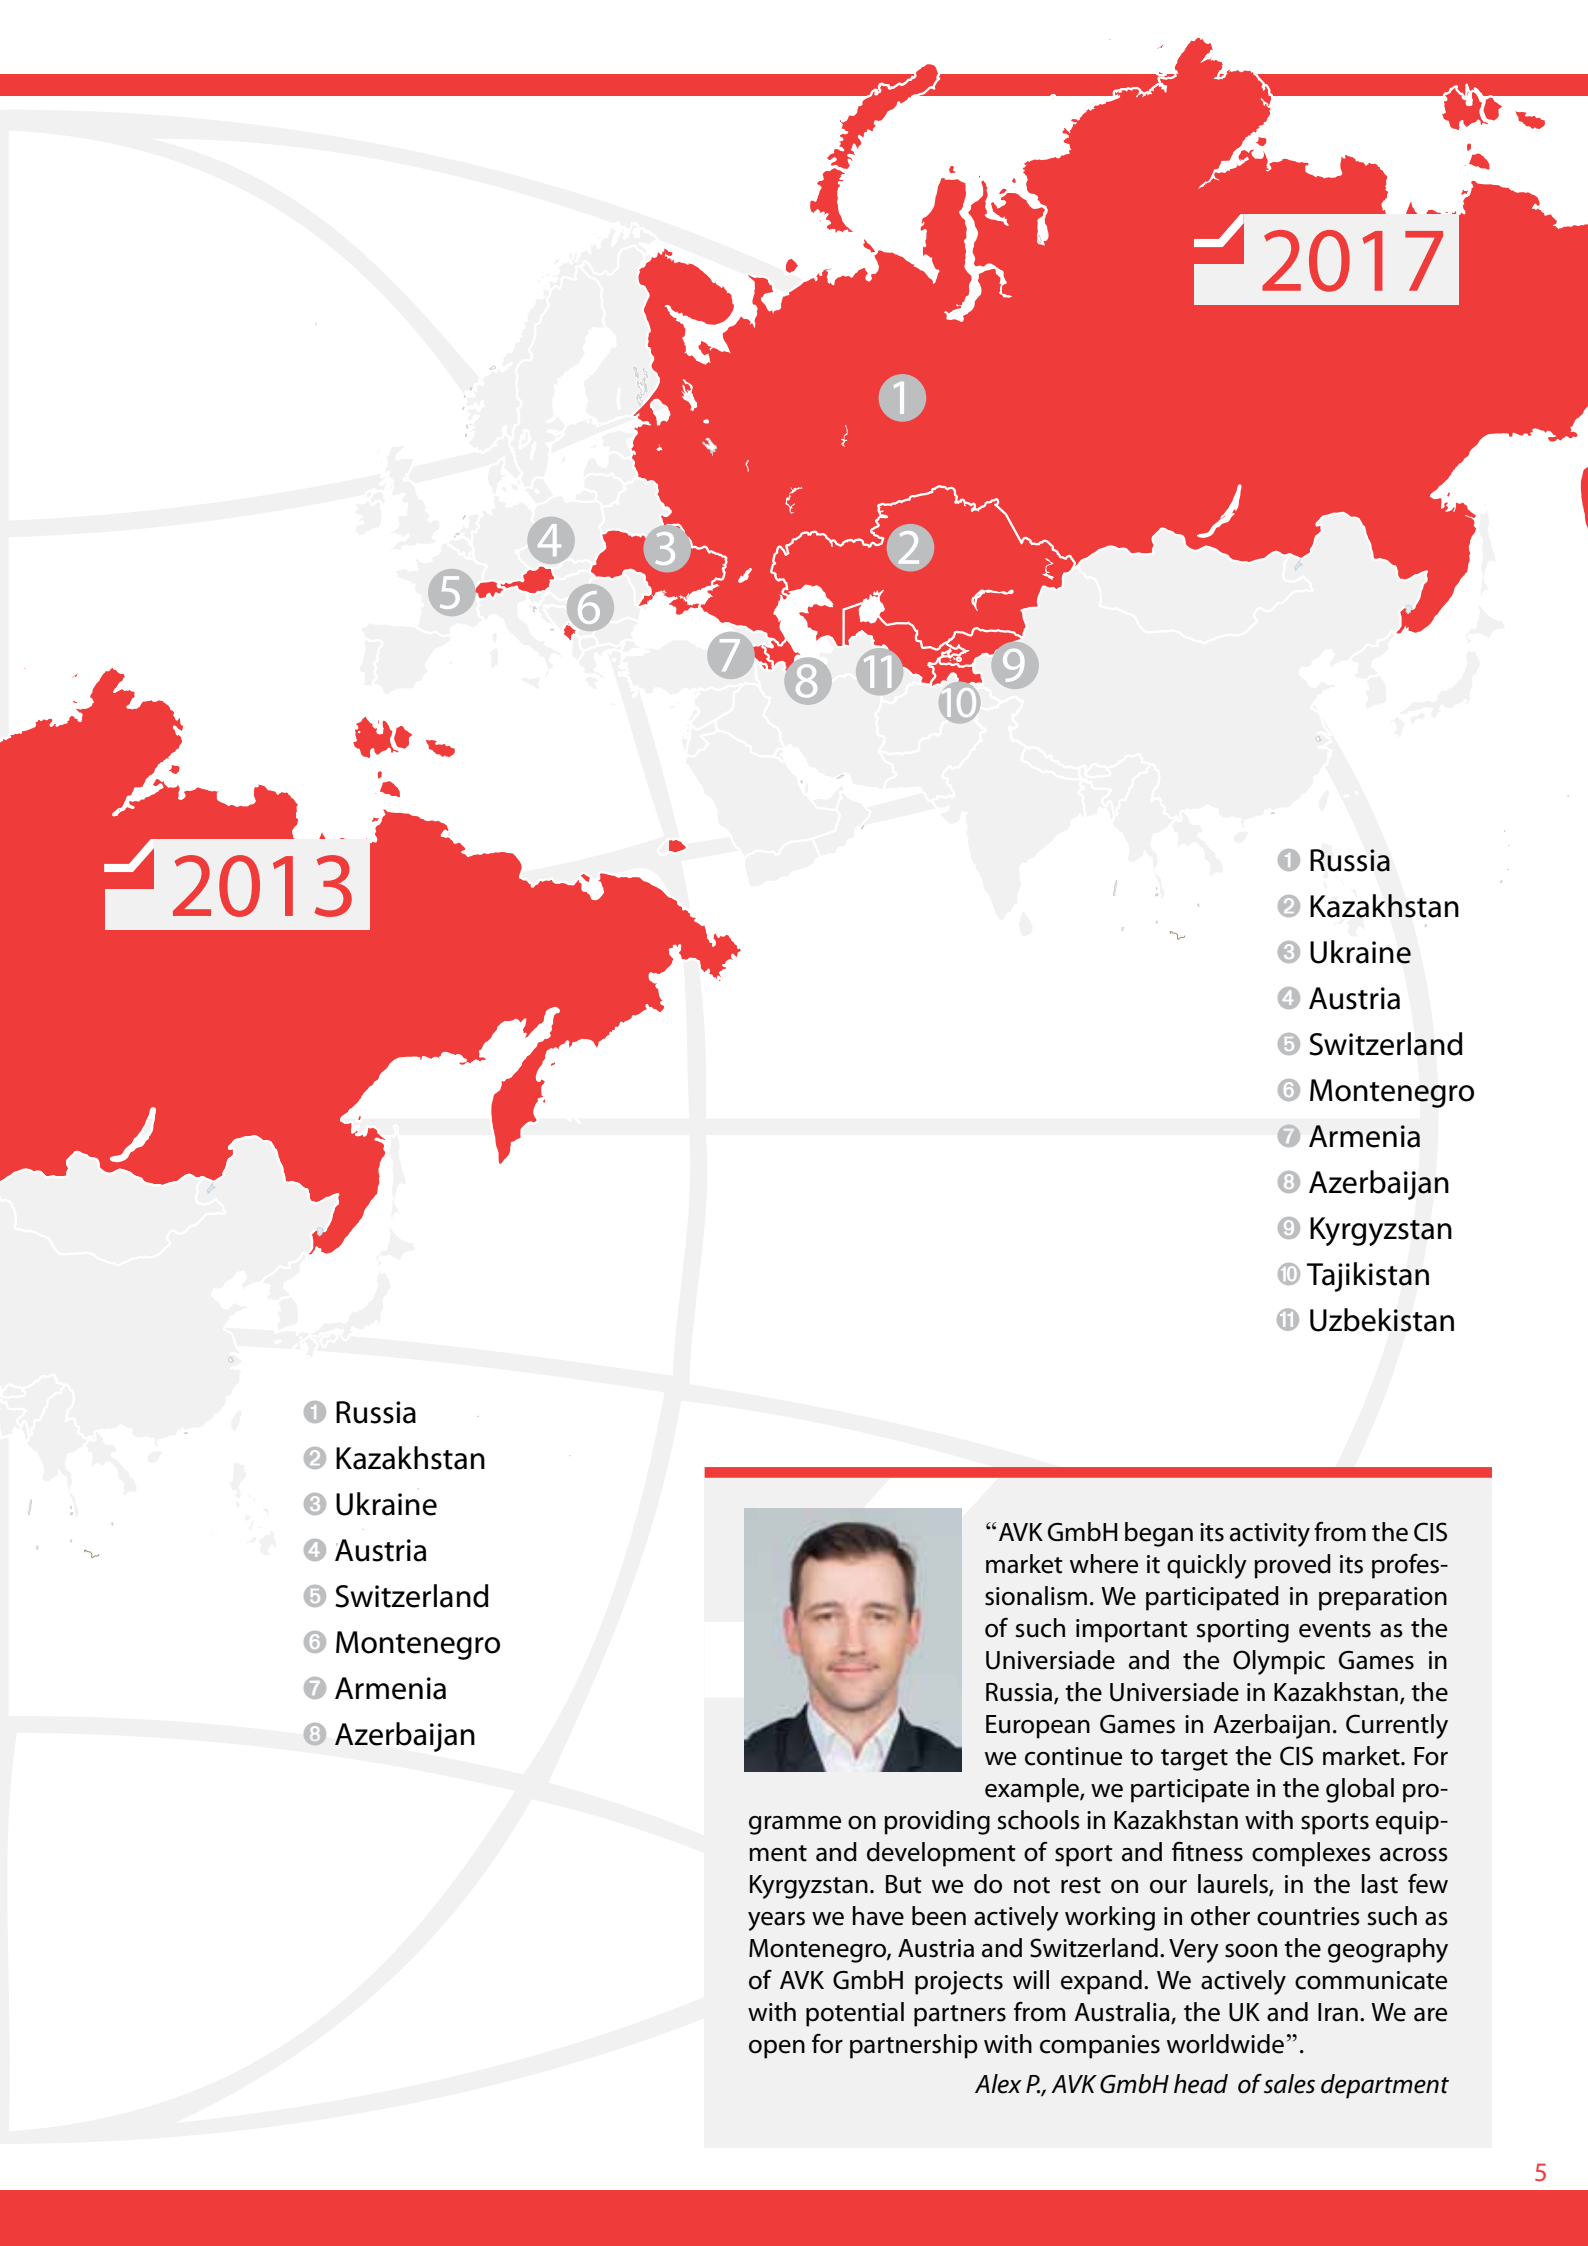 2017
1
2
3
4
5
6
7
8
9
10
11
1 Russia
2 Kazakhstan
3 Ukraine
4 Austria
5 Switzerland
6 Montenegro
7 Armenia
8 Azerbaijan
9 Kyrgyzstan
10 Tajikistan
11 Uzbekistan
2013
1 Russia
2 Kazakhstan
3 Ukraine
4 Austria
5 Switzerland
6 Montenegro
7 Armenia
8 Azerbaijan
“AVK GmbH began its activity from the CIS
market where it quickly proved its profes-
sionalism. We participated in preparation
of such important sporting events as the
Universiade and the Olympic Games in
Russia, the Universiade in Kazakhstan, the
European Games in Azerbaijan. Currently
we continue to target the CIS market. For
example, we participate in the global pro-
gramme on providing schools in Kazakhstan with sports equip-
ment and development of sport and fitness complexes across
Kyrgyzstan. But we do not rest on our laurels, in the last few
years we have been actively working in other countries such as
Montenegro, Austria and Switzerland. Very soon the geography
of AVK GmbH projects will expand. We actively communicate
with potential partners from Australia, the UK and Iran. We are
open for partnership with companies worldwide”.
Alex P., AVK GmbH head of sales department
5